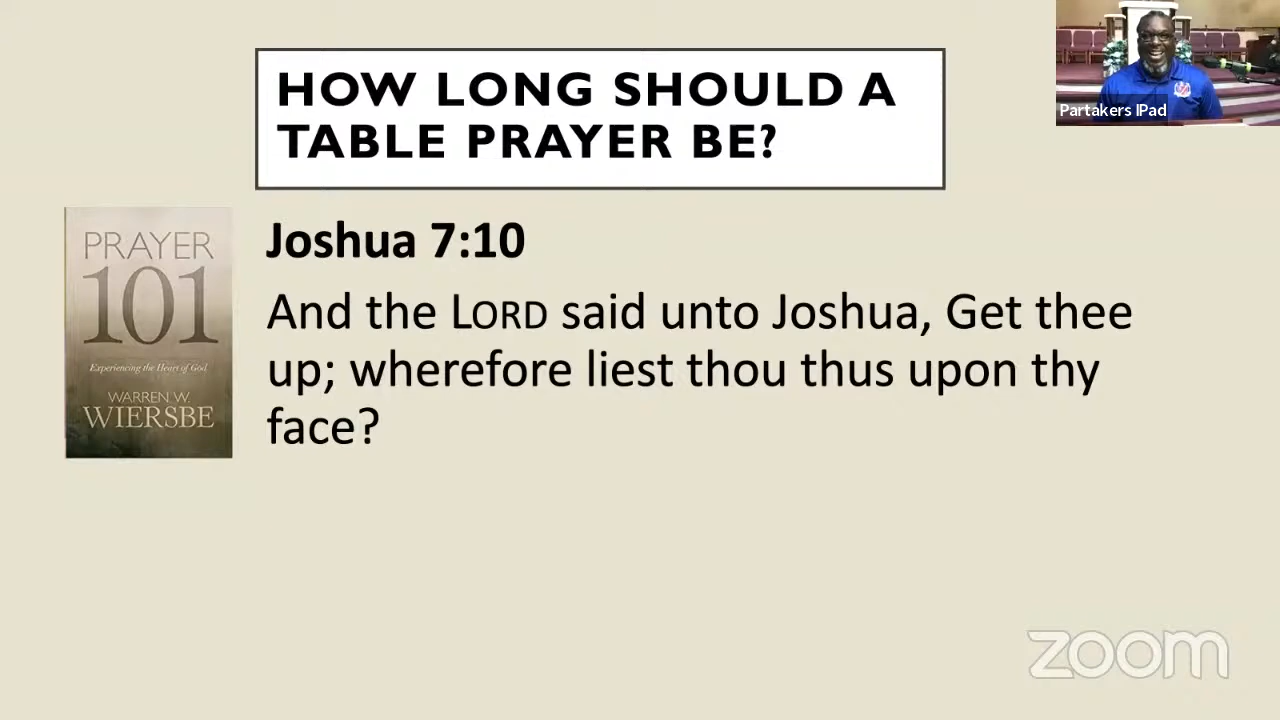 HOW LONG SHOULD A
TABLE PRAYER BE?
Partakers IPad
PRAYER
101
Experiencing the Heart of God
WARREN W.
WIERSBE
Joshua 7:10
And the LORD said unto Joshua, Get thee
up; wherefore liest thou thus upon thy
face?
zoom